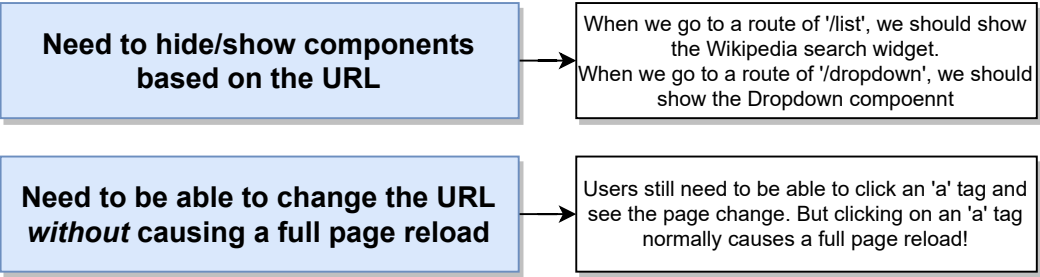 Need to hide/show components
based on the URL
When we go to a route of '/list', we should show
the Wikipedia search widget.
When we go to a route of '/dropdown', we should
show the Dropdown compoennt
Need to be able to change the URL
without causing a full page reload
Users still need to be able to click an 'a' tag and
see the page change. But clicking on an 'a' tag
normally causes a full page reload!